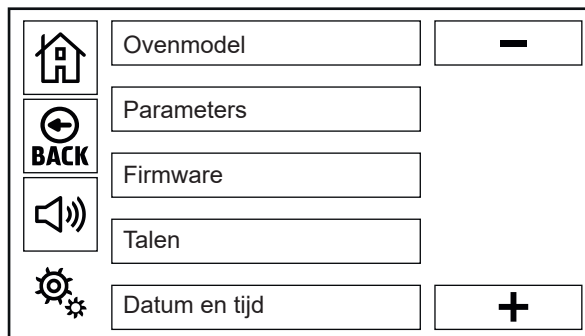 Ovenmodel
−
Parameters
BACK
Firmware
Talen
Datum en tijd
+